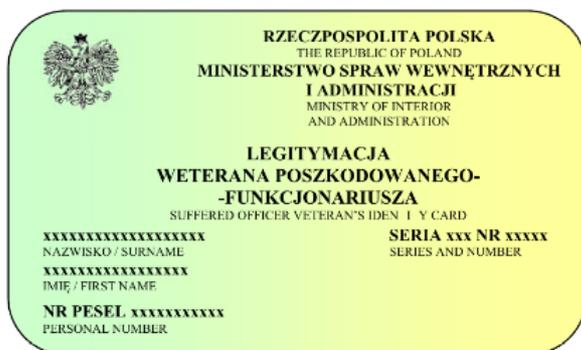 RZECZPOSPOLITA POLSKA
THE REPUBLIC OF POLAND
MINISTERSTWO SPRAW WEWNĘTRZNYCH
I ADMINISTRACJI
MINISTRY OF INTERIOR
AND ADMINISTRATION
LEGITYMACJA
WETERANA POSZKODOWANEGO-
-FUNKCJONARIUSZA
SUFFERED OFFICER VETERAN'S IDEN I Y CARD
xxxxxxxxxxxxxxxxxxx SERIA xxx NR xxxxx
NAZWISKO / SURNAME SERIES AND NUMBER
xxxxxxxxxxxxxxxxx
IMIĘ / FIRST NAME
NR PESEL xxxxxxxxxxx
PERSONAL NUMBER